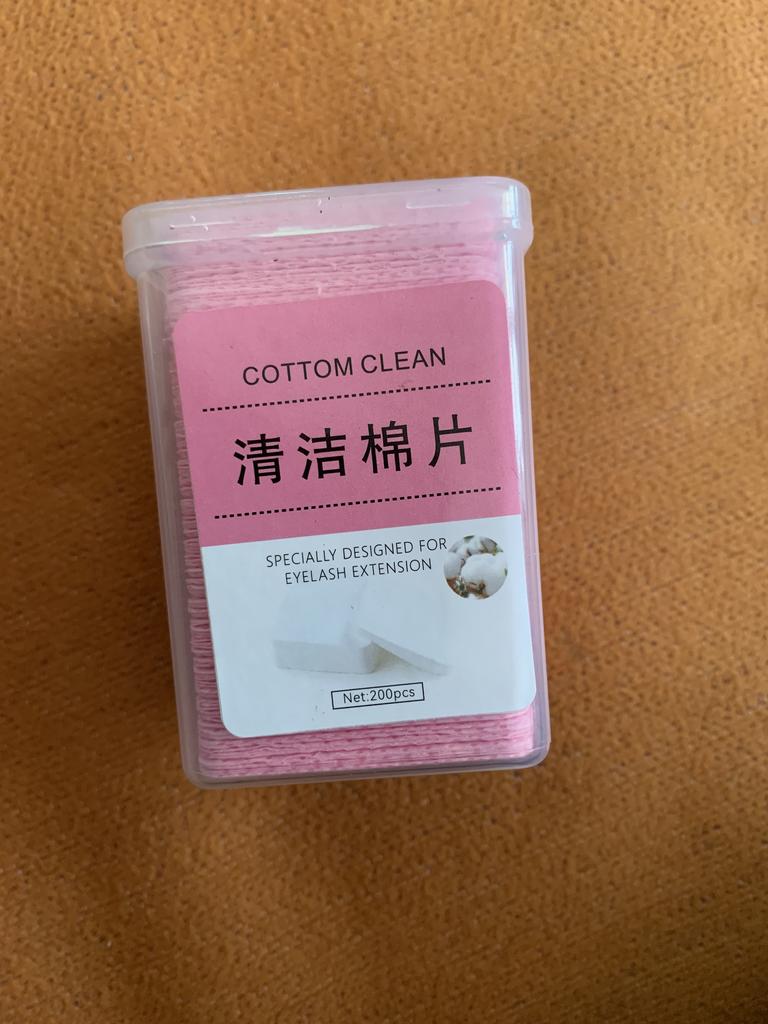 COTTOM CLEAN
清洁棉片
SPECIALLY DESIGNED FOR
EYELASH EXTENSION
Net:200pcs